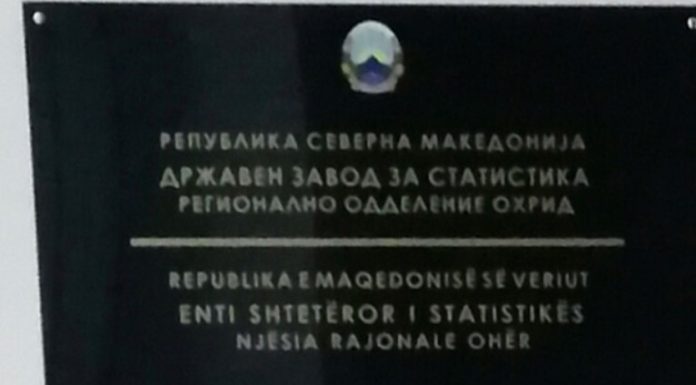 РЕПУБЛИКА СЕВЕРНА МАКЕДОНИЈА
ДРЖАВЕН ЗАВОД ЗА СТАТИСТИКА
РЕГИОНАЛНО ОДДЕЛЕНИЕ ОХРИД
REPUBLIKA E MAQEDONISË SË VERIUT
ENTI SHTETËROR I STATISTIKËS
NJËSIA RAJONALE OHËR